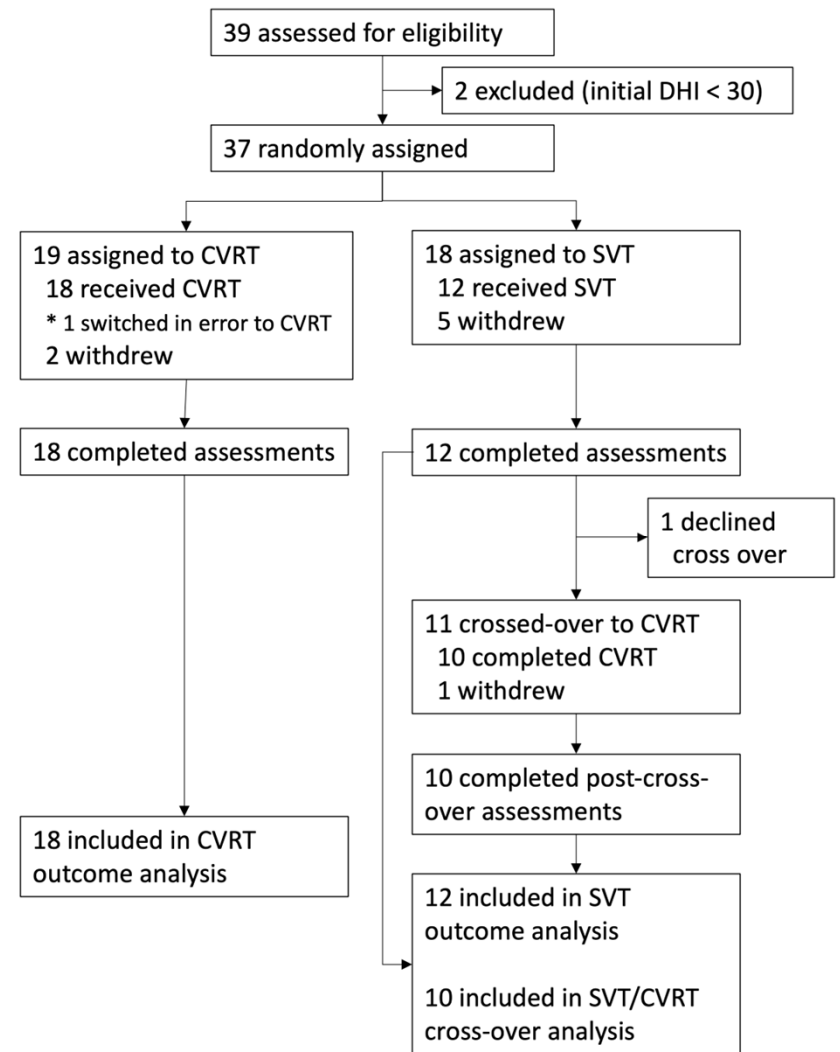 39 assessed for eligibility
2 excluded (initial DHI < 30)
37 randomly assigned
19 assigned to CVRT
18 received CVRT
* 1 switched in error to CVRT
2 withdrew
18 assigned to SVT
12 received SVT
5 withdrew
18 completed assessments
12 completed assessments
1 declined
cross over
11 crossed-over to CVRT
10 completed CVRT
1 withdrew
10 completed post-cross-
over assessments
18 included in CVRT
outcome analysis
12 included in SVT
outcome analysis
10 included in SVT/CVRT
cross-over analysis